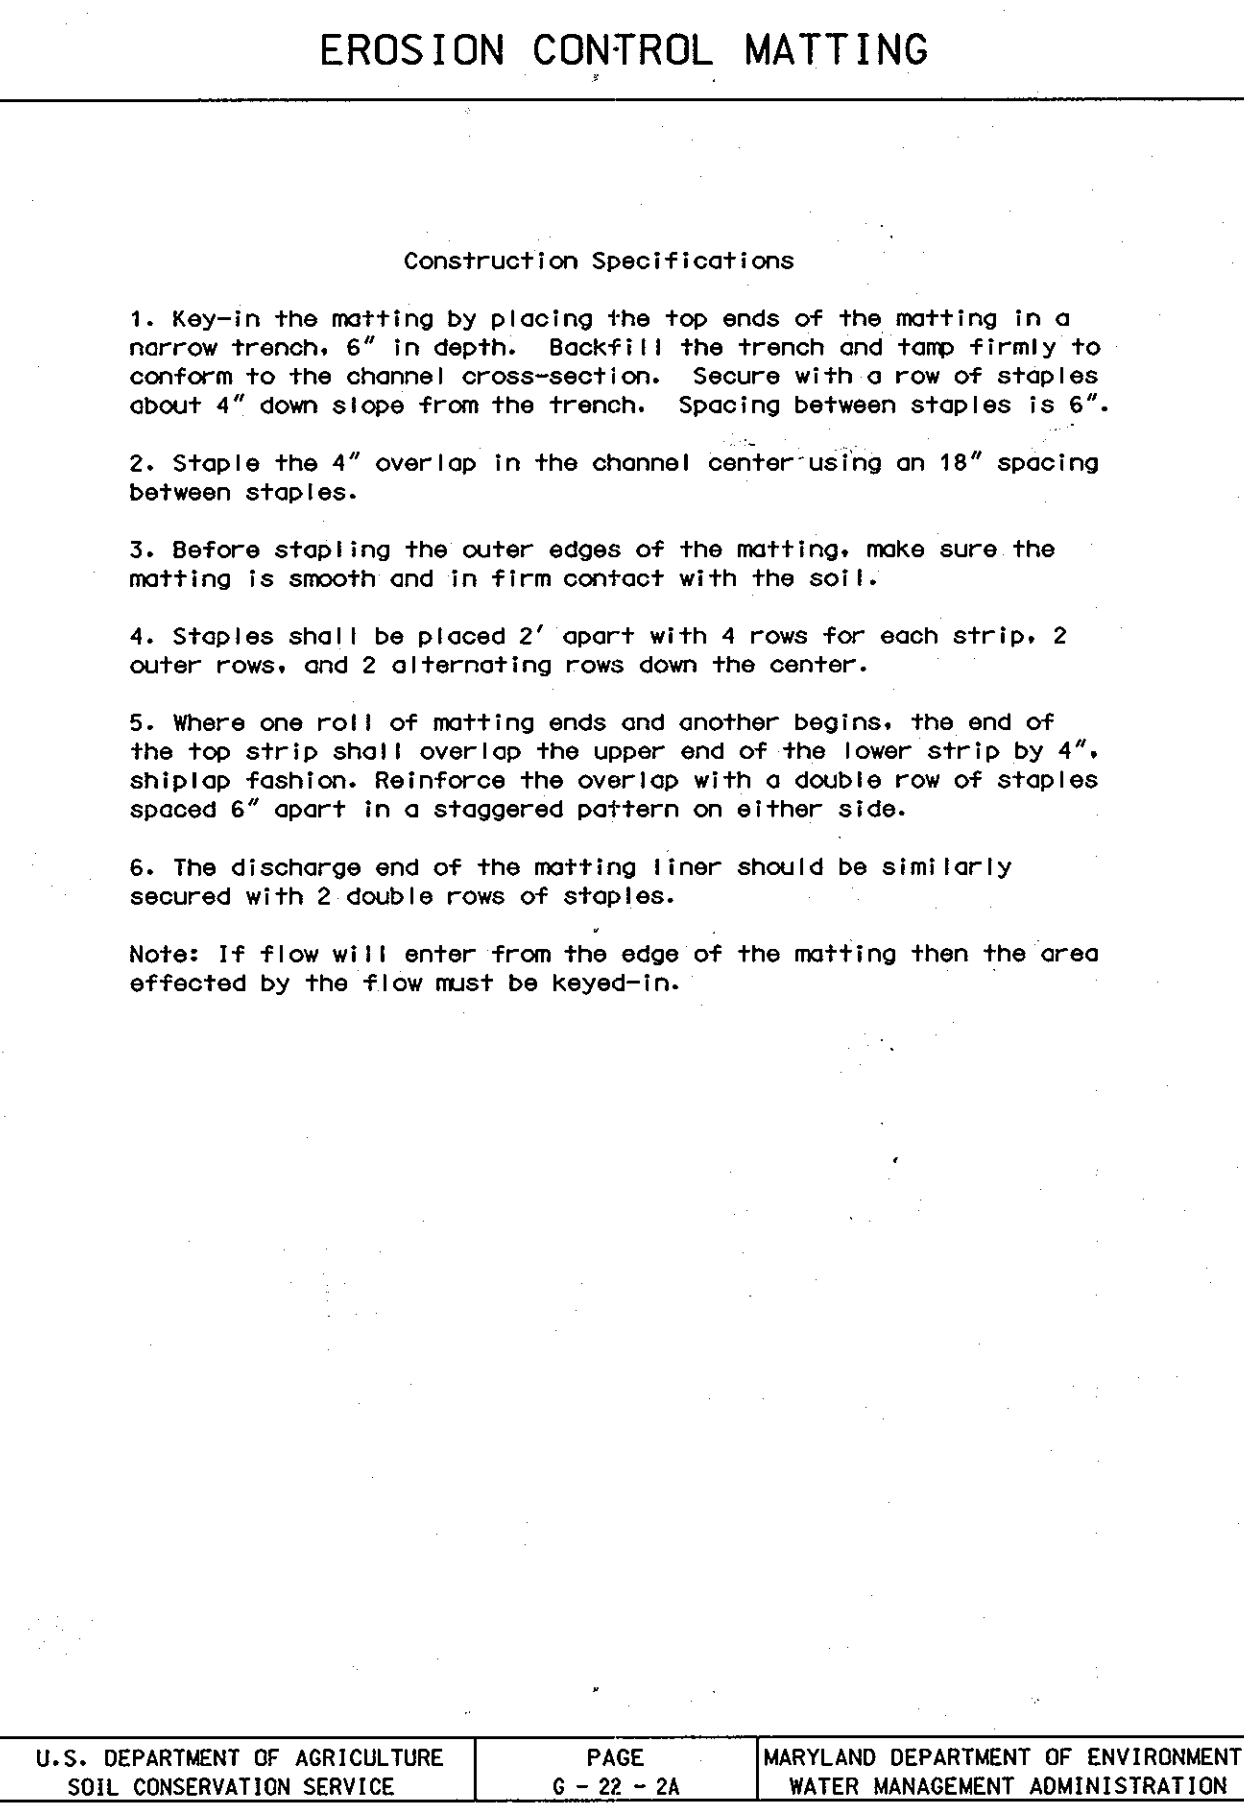 EROSION CONTROL MATTING
Construction Specifications
1. Key-in the matting by placing the top ends of the matting in a
narrow trench, 6" in depth. Backfill the trench and tamp firmly to
conform to the channel cross-section. Secure with a row of staples
about 4" down slope from the trench. Spacing between staples is 6".
2. Staple the 4" overlap in the channel center using an 18" spacing
between staples.
3. Before stapling the outer edges of the matting, make sure the
matting is smooth and in firm contact with the soil.
4. Staples shall be placed 2' apart with 4 rows for each strip, 2
outer rows, and 2 alternating rows down the center.
5. Where one roll of matting ends and another begins, the end of
the top strip shall overlap the upper end of the lower strip by 4",
shiplap fashion. Reinforce the overlap with a double row of staples
spaced 6" apart in a staggered pattern on either side.
6. The discharge end of the matting liner should be similarly
secured with 2 double rows of staples.
Note: If flow will enter from the edge of the matting then the area
effected by the flow must be keyed-in.
U.S. DEPARTMENT OF AGRICULTURE
SOIL CONSERVATION SERVICE
PAGE
G - 22 - 2A
MARYLAND DEPARTMENT OF ENVIRONMENT
WATER MANAGEMENT ADMINISTRATION